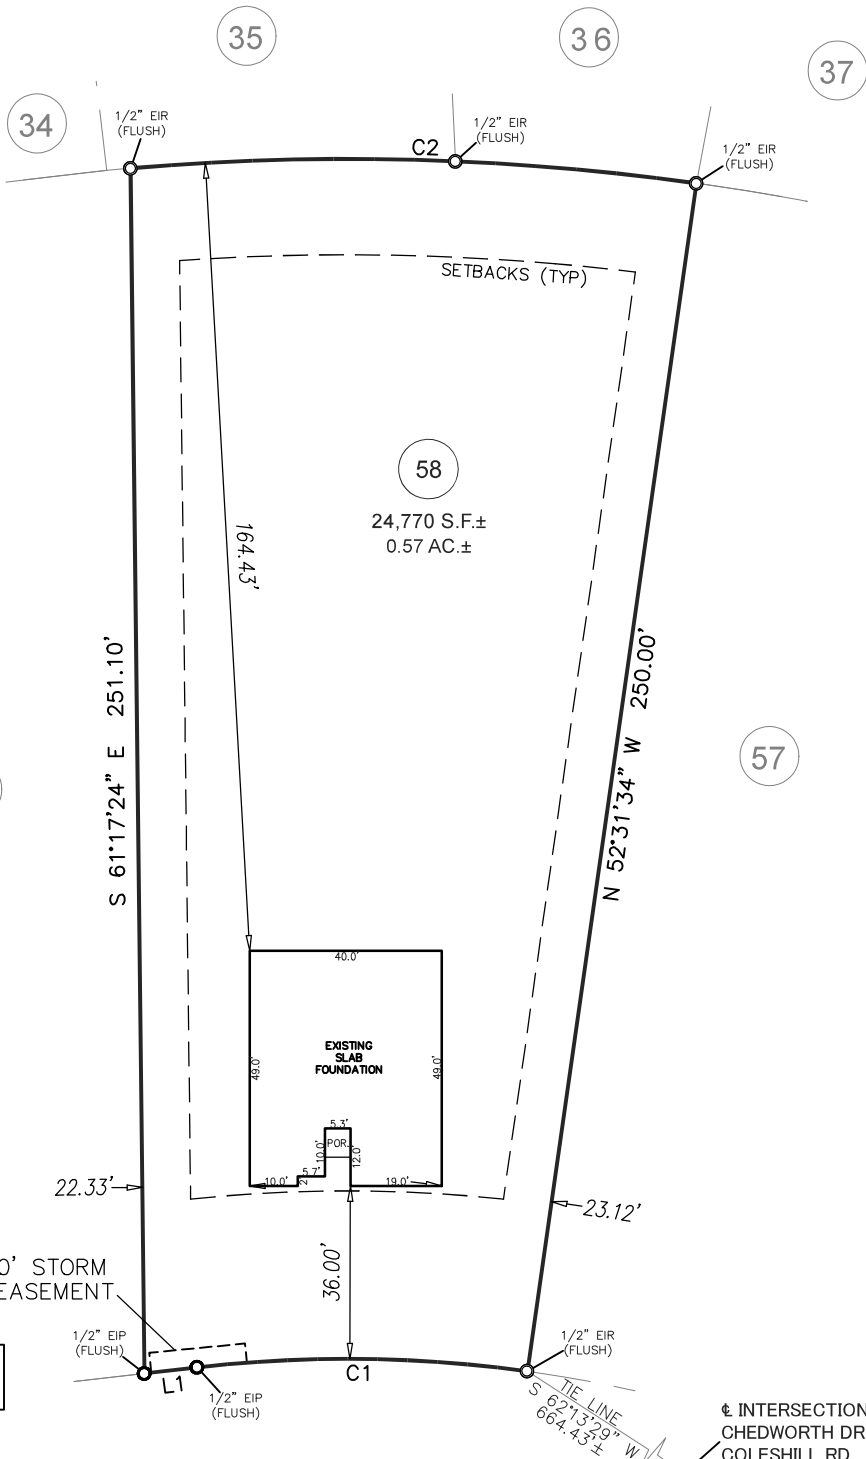 35
36
37
34
1/2" EIR
(FLUSH)
C2
1/2" EIR
(FLUSH)
1/2" EIR
(FLUSH)
SETBACKS (TYP)
58
24,770 S.F.±
0.57 AC.±
164.43'
S 61°17'24" E 251.10'
N 52°31'34" W 250.00'
57
40.0'
EXISTING
SLAB
FOUNDATION
49.0'
49.0'
5.3'
POR.
10.0'
12.0'
5.7'
10.0'
19.0'
22.33'
23.12'
36.00'
0' STORM
EASEMENT
1/2" EIP
(FLUSH)
1/2" EIR
(FLUSH)
L1
C1
1/2" EIP
(FLUSH)
TIE LINE
S 62°13'29" W
664.43'±
℄ INTERSECTION
CHEDWORTH DR
COLESHILL RD